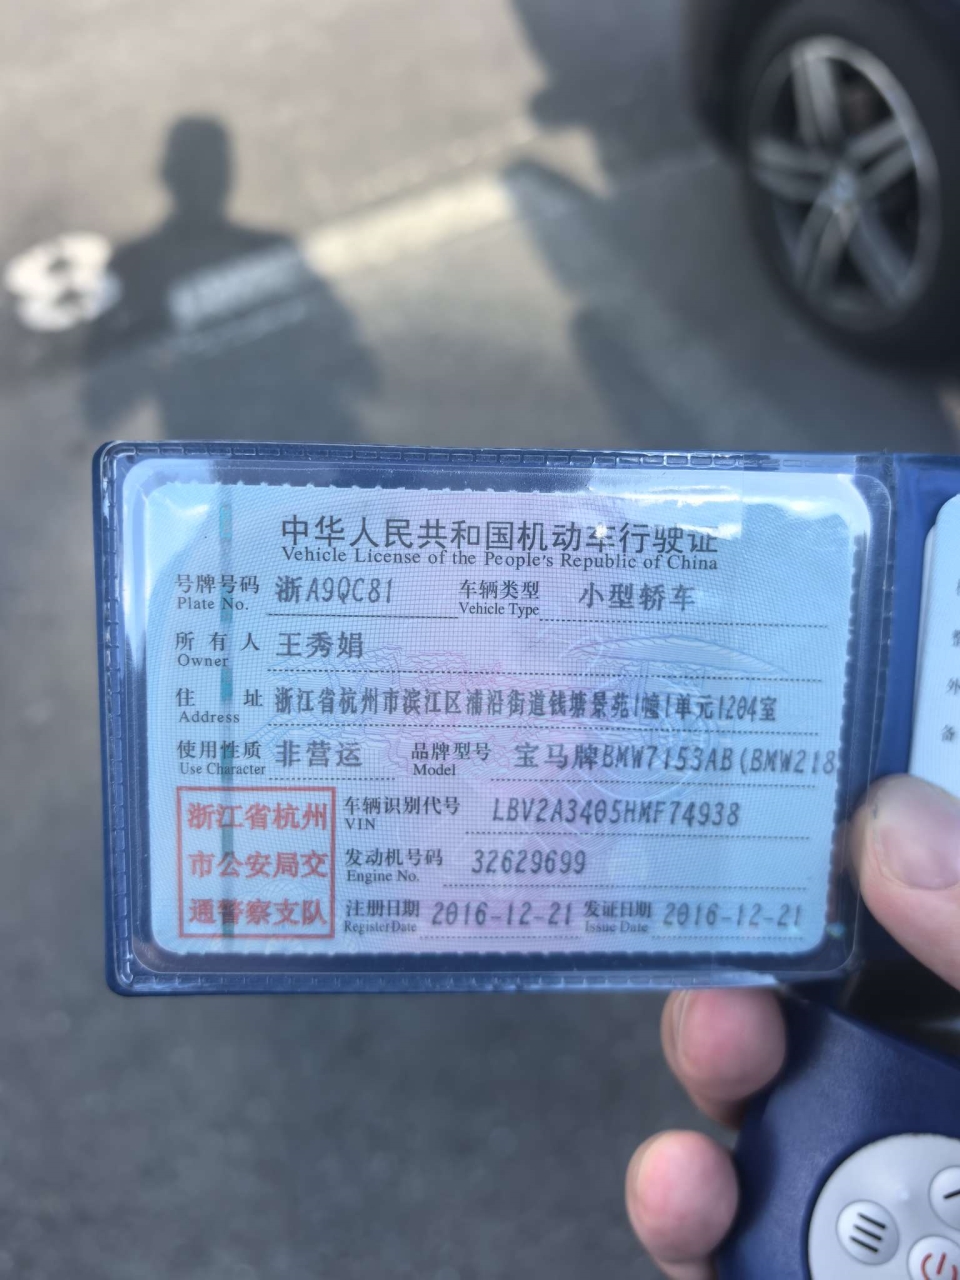 中华人民共和国机动车行驶证
Vehicle License of the People's Republic of China
号牌号码 浙A9QC81 车辆类型 小型轿车
Plate No. Vehicle Type
所有人 王秀娟
Owner
住址 浙江省杭州市滨江区浦沿街道钱塘景苑1幢1单元1204室
Address
使用性质 非营运 品牌型号 宝马牌BMW7153AB(BMW218
Use Character Model
浙江省杭州 车辆识别代号 LBV2A3405HMF74938
VIN
市公安局交 发动机号码 32629699
Engine No.
通警察支队 注册日期 2016-12-21 发证日期 2016-12-21
Register Date Issue Date
外
备